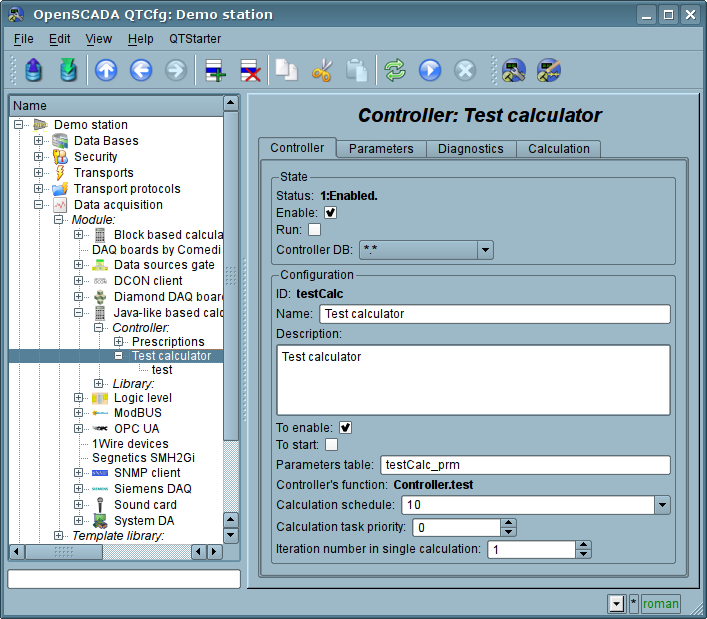 OpenSCADA QTCfg: Demo station
File Edit View Help QTStarter
Name
Demo station
Data Bases
Security
Transports
Transport protocols
Data acquisition
Module:
Block based calcula
DAQ boards by Comedi
Data sources gate
DCON client
Diamond DAQ boar
Java-like based calc
Controller:
Prescriptions
Test calculator
test
Library:
Logic level
ModBUS
OPC UA
1Wire devices
Segnetics SMH2Gi
SNMP client
Siemens DAQ
Sound card
System DA
Template library:
Controller: Test calculator
Controller Parameters Diagnostics Calculation
State
Status: 1:Enabled.
Enable:
Run:
Controller DB: *.*
Configuration
ID: testCalc
Name: Test calculator
Description:
Test calculator
To enable:
To start:
Parameters table: testCalc_prm
Controller's function: Controller.test
Calculation schedule: 10
Calculation task priority: 0
Iteration number in single calculation: 1
* roman